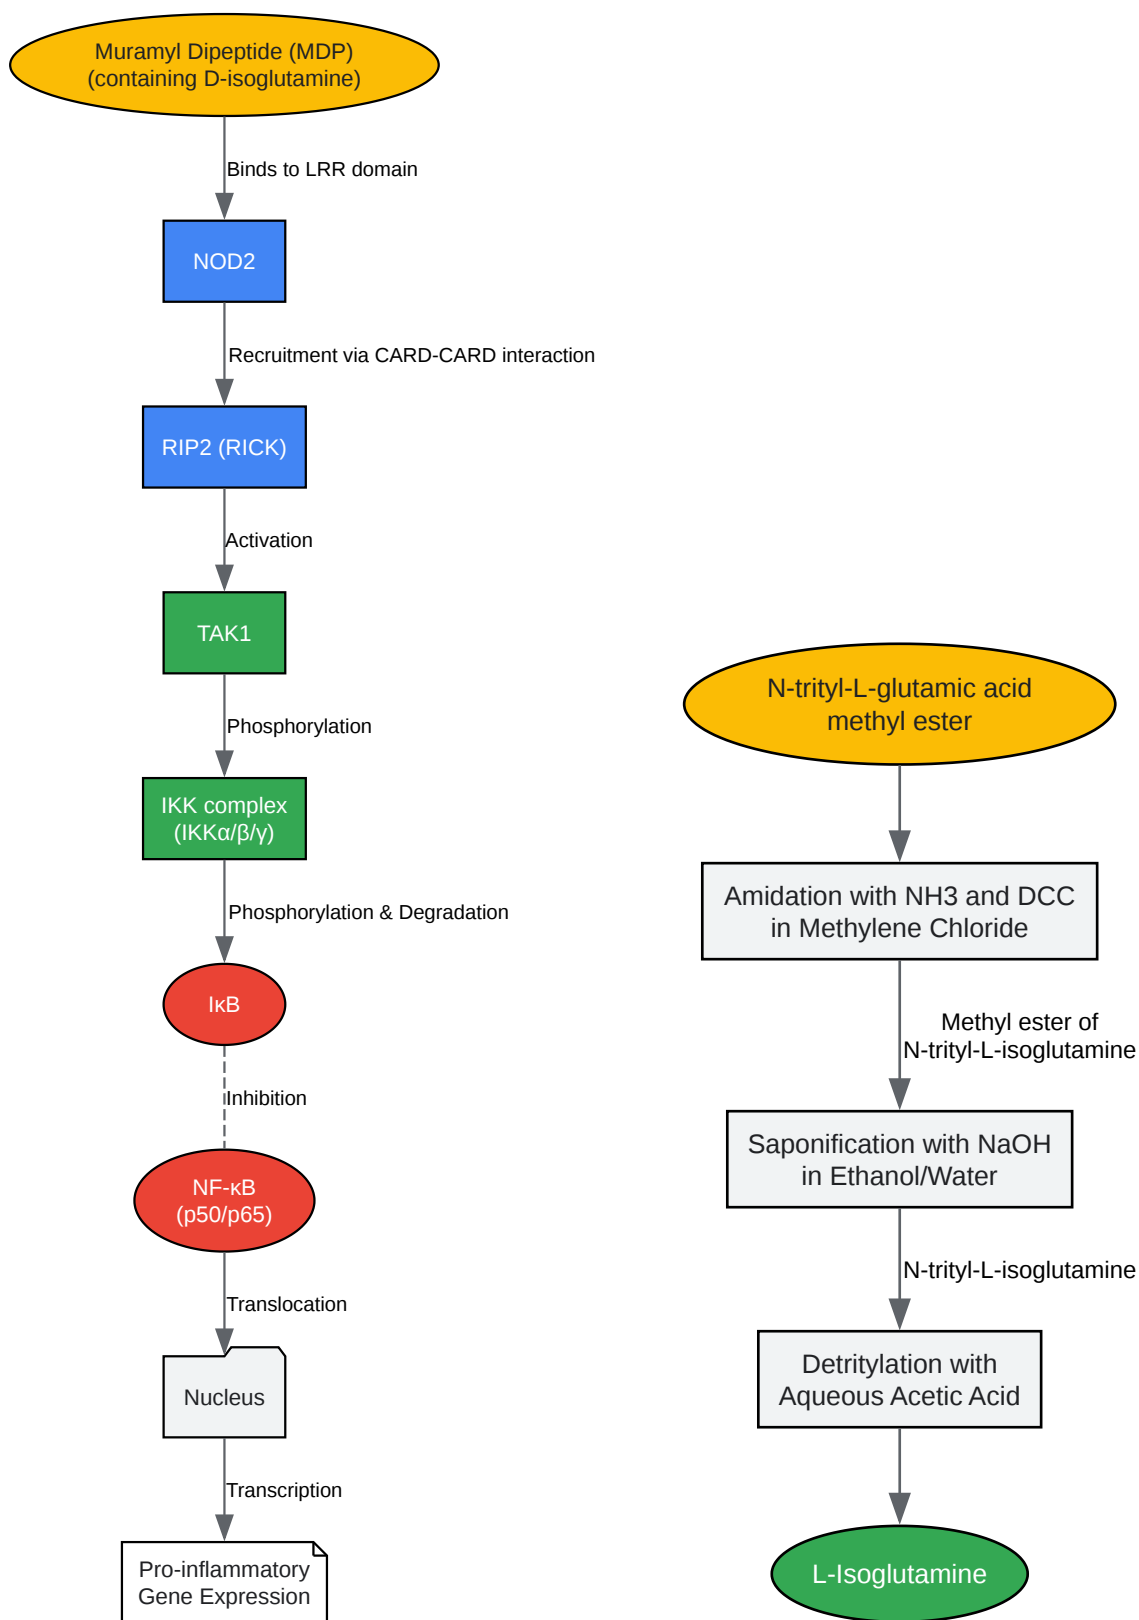 Muramyl Dipeptide (MDP)
(containing D-isoglutamine)
Binds to LRR domain
NOD2
Recruitment via CARD-CARD interaction
RIP2 (RICK)
Activation
TAK1
Phosphorylation
IKK complex
(IKKα/β/γ)
Phosphorylation & Degradation
IκB
Inhibition
NF-κB
(p50/p65)
Translocation
Nucleus
Transcription
Pro-inflammatory
Gene Expression
N-trityl-L-glutamic acid
methyl ester
Amidation with NH3 and DCC
in Methylene Chloride
Methyl ester of
N-trityl-L-isoglutamine
Saponification with NaOH
in Ethanol/Water
N-trityl-L-isoglutamine
Detritylation with
Aqueous Acetic Acid
L-Isoglutamine